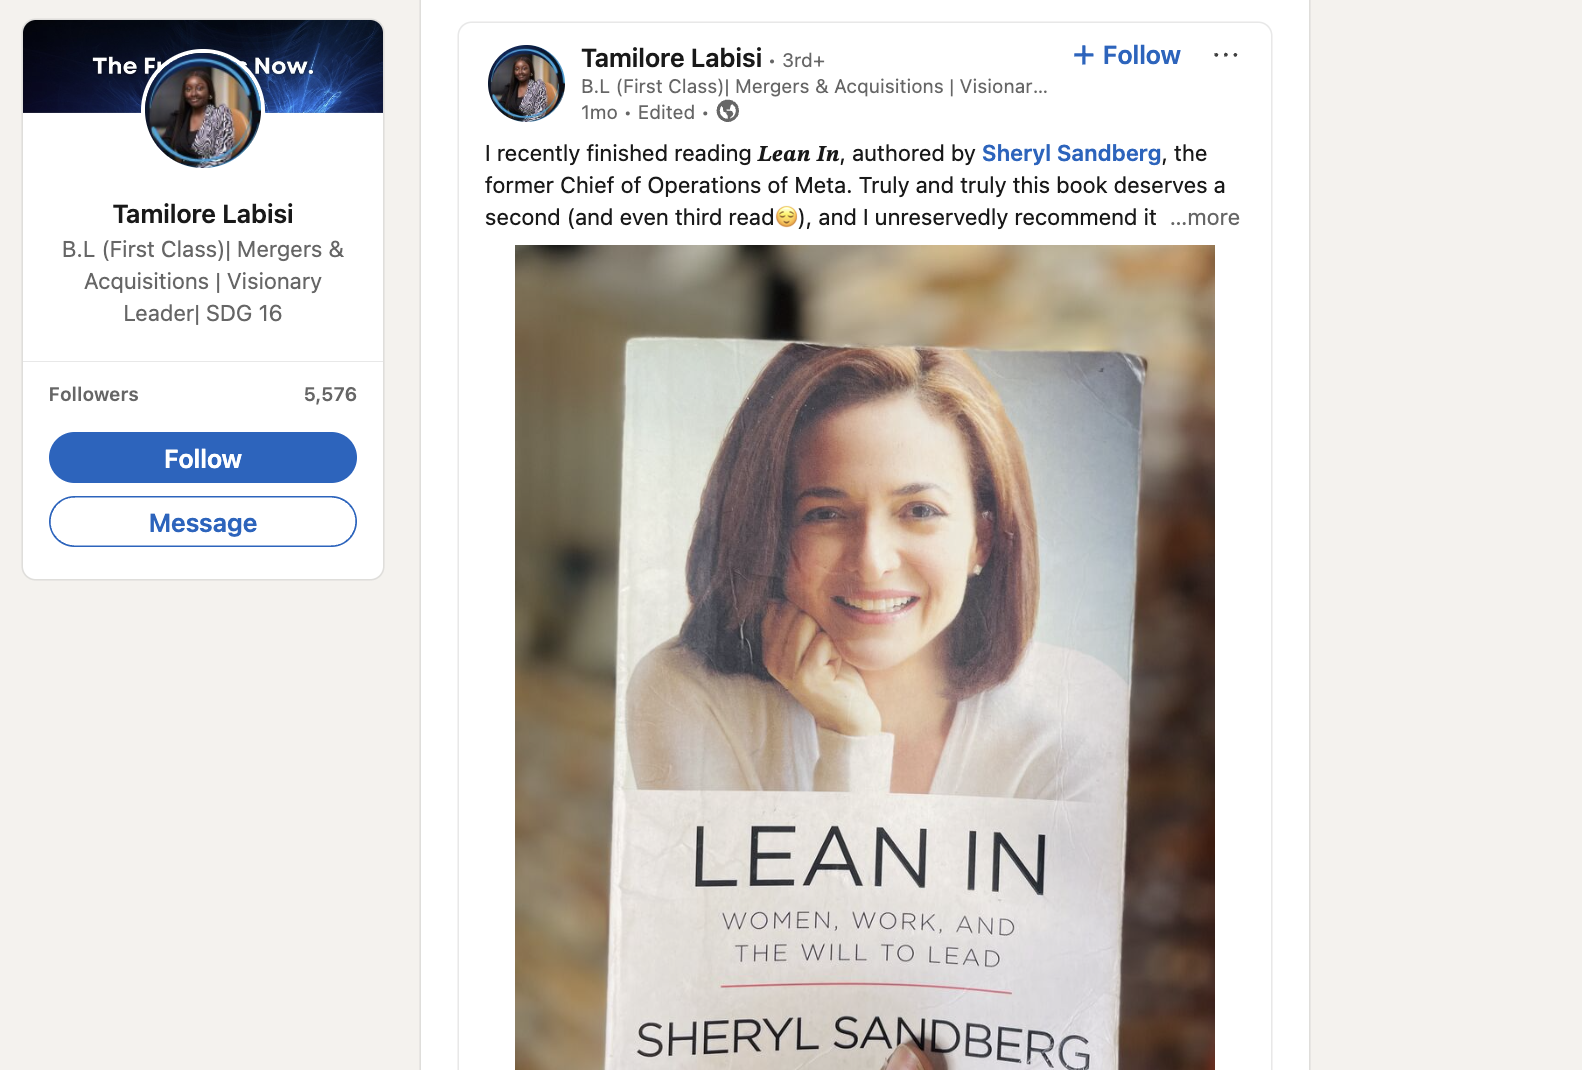 The Fu s Now.
Tamilore Labisi
B.L (First Class)| Mergers &
Acquisitions | Visionary
Leader| SDG 16
Followers 5,576
Follow
Message
Tamilore Labisi • 3rd+
+ Follow ...
B.L (First Class)| Mergers & Acquisitions | Visionar...
1mo • Edited •
I recently finished reading Lean In, authored by Sheryl Sandberg, the
former Chief of Operations of Meta. Truly and truly this book deserves a
second (and even third read😌), and I unreservedly recommend it ...more
LEAN IN
WOMEN, WORK, AND
THE WILL TO LEAD
SHERYL SANDBERG